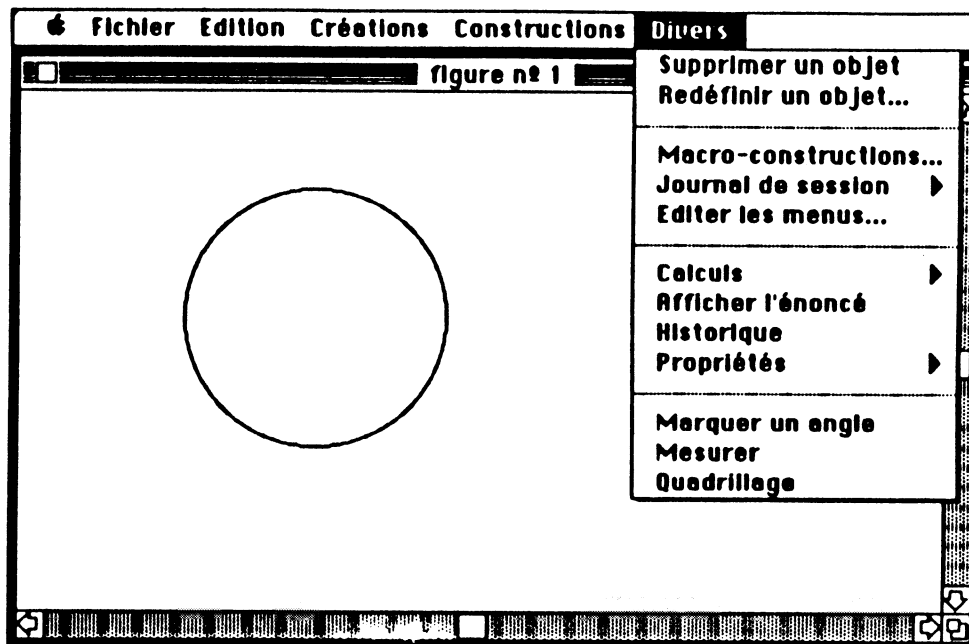 Fichier Edition Créations Constructions Divers
figure nº 1
Supprimer un objet
Redéfinir un objet...
Macro-constructions...
Journal de session
Editer les menus...
Calculs
Afficher l'énoncé
Historique
Propriétés
Marquer un angle
Mesurer
Quadrillage